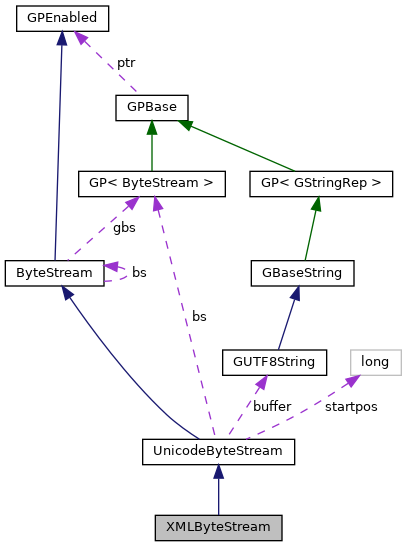 GPEnabled
ptr
GPBase
GP< ByteStream >
GP< GStringRep >
gbs
ByteStream
bs
GBaseString
bs
GUTF8String
long
buffer
startpos
UnicodeByteStream
XMLByteStream